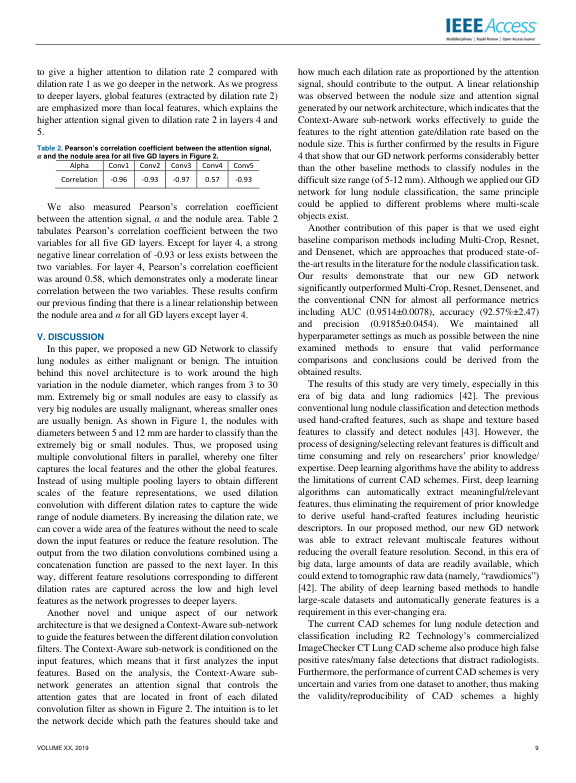 IEEE Access
Multidisciplinary | Rapid Review | Open Access Journal
to give a higher attention to dilation rate 2 compared with
dilation rate 1 as we go deeper in the network. As we progress
to deeper layers, global features (extracted by dilation rate 2)
are emphasized more than local features, which explains the
higher attention signal given to dilation rate 2 in layers 4 and
5.
Table 2. Pearson's correlation coefficient between the attention signal,
α and the nodule area for all five GD layers in Figure 2.
Alpha Conv1 Conv2 Conv3 Conv4 Conv5
Correlation -0.96 -0.93 -0.97 0.57 -0.93
We also measured Pearson's correlation coefficient
between the attention signal, α and the nodule area. Table 2
tabulates Pearson's correlation coefficient between the two
variables for all five GD layers. Except for layer 4, a strong
negative linear correlation of -0.93 or less exists between the
two variables. For layer 4, Pearson's correlation coefficient
was around 0.58, which demonstrates only a moderate linear
correlation between the two variables. These results confirm
our previous finding that there is a linear relationship between
the nodule area and α for all GD layers except layer 4.
V. DISCUSSION
In this paper, we proposed a new GD Network to classify
lung nodules as either malignant or benign. The intuition
behind this novel architecture is to work around the high
variation in the nodule diameter, which ranges from 3 to 30
mm. Extremely big or small nodules are easy to classify as
very big nodules are usually malignant, whereas smaller ones
are usually benign. As shown in Figure 1, the nodules with
diameters between 5 and 12 mm are harder to classify than the
extremely big or small nodules. Thus, we proposed using
multiple convolutional filters in parallel, whereby one filter
captures the local features and the other the global features.
Instead of using multiple pooling layers to obtain different
scales of the feature representations, we used dilation
convolution with different dilation rates to capture the wide
range of nodule diameters. By increasing the dilation rate, we
can cover a wide area of the features without the need to scale
down the input features or reduce the feature resolution. The
output from the two dilation convolutions combined using a
concatenation function are passed to the next layer. In this
way, different feature resolutions corresponding to different
dilation rates are captured across the low and high level
features as the network progresses to deeper layers.
Another novel and unique aspect of our network
architecture is that we designed a Context-Aware sub-network
to guide the features between the different dilation convolution
filters. The Context-Aware sub-network is conditioned on the
input features, which means that it first analyzes the input
features. Based on the analysis, the Context-Aware sub-
network generates an attention signal that controls the
attention gates that are located in front of each dilated
convolution filter as shown in Figure 2. The intuition is to let
the network decide which path the features should take and
how much each dilation rate as proportioned by the attention
signal, should contribute to the output. A linear relationship
was observed between the nodule size and attention signal
generated by our network architecture, which indicates that the
Context-Aware sub-network works effectively to guide the
features to the right attention gate/dilation rate based on the
nodule size. This is further confirmed by the results in Figure
4 that show that our GD network performs considerably better
than the other baseline methods to classify nodules in the
difficult size range (of 5-12 mm). Although we applied our GD
network for lung nodule classification, the same principle
could be applied to different problems where multi-scale
objects exist.
Another contribution of this paper is that we used eight
baseline comparison methods including Multi-Crop, Resnet,
and Densenet, which are approaches that produced state-of-
the-art results in the literature for the nodule classification task.
Our results demonstrate that our new GD network
significantly outperformed Multi-Crop, Resnet, Densenet, and
the conventional CNN for almost all performance metrics
including AUC (0.9514±0.0078), accuracy (92.57%±2.47)
and precision (0.9185±0.0454). We maintained all
hyperparameter settings as much as possible between the nine
examined methods to ensure that valid performance
comparisons and conclusions could be derived from the
obtained results.
The results of this study are very timely, especially in this
era of big data and lung radiomics [42]. The previous
conventional lung nodule classification and detection methods
used hand-crafted features, such as shape and texture based
features to classify and detect nodules [43]. However, the
process of designing/selecting relevant features is difficult and
time consuming and rely on researchers' prior knowledge/
expertise. Deep learning algorithms have the ability to address
the limitations of current CAD schemes. First, deep learning
algorithms can automatically extract meaningful/relevant
features, thus eliminating the requirement of prior knowledge
to derive useful hand-crafted features including heuristic
descriptors. In our proposed method, our new GD network
was able to extract relevant multiscale features without
reducing the overall feature resolution. Second, in this era of
big data, large amounts of data are readily available, which
could extend to tomographic raw data (namely, “rawdiomics”)
[42]. The ability of deep learning based methods to handle
large-scale datasets and automatically generate features is a
requirement in this ever-changing era.
The current CAD schemes for lung nodule detection and
classification including R2 Technology's commercialized
ImageChecker CT Lung CAD scheme also produce high false
positive rates/many false detections that distract radiologists.
Furthermore, the performance of current CAD schemes is very
uncertain and varies from one dataset to another, thus making
the validity/reproducibility of CAD schemes a highly
VOLUME XX, 2019
9